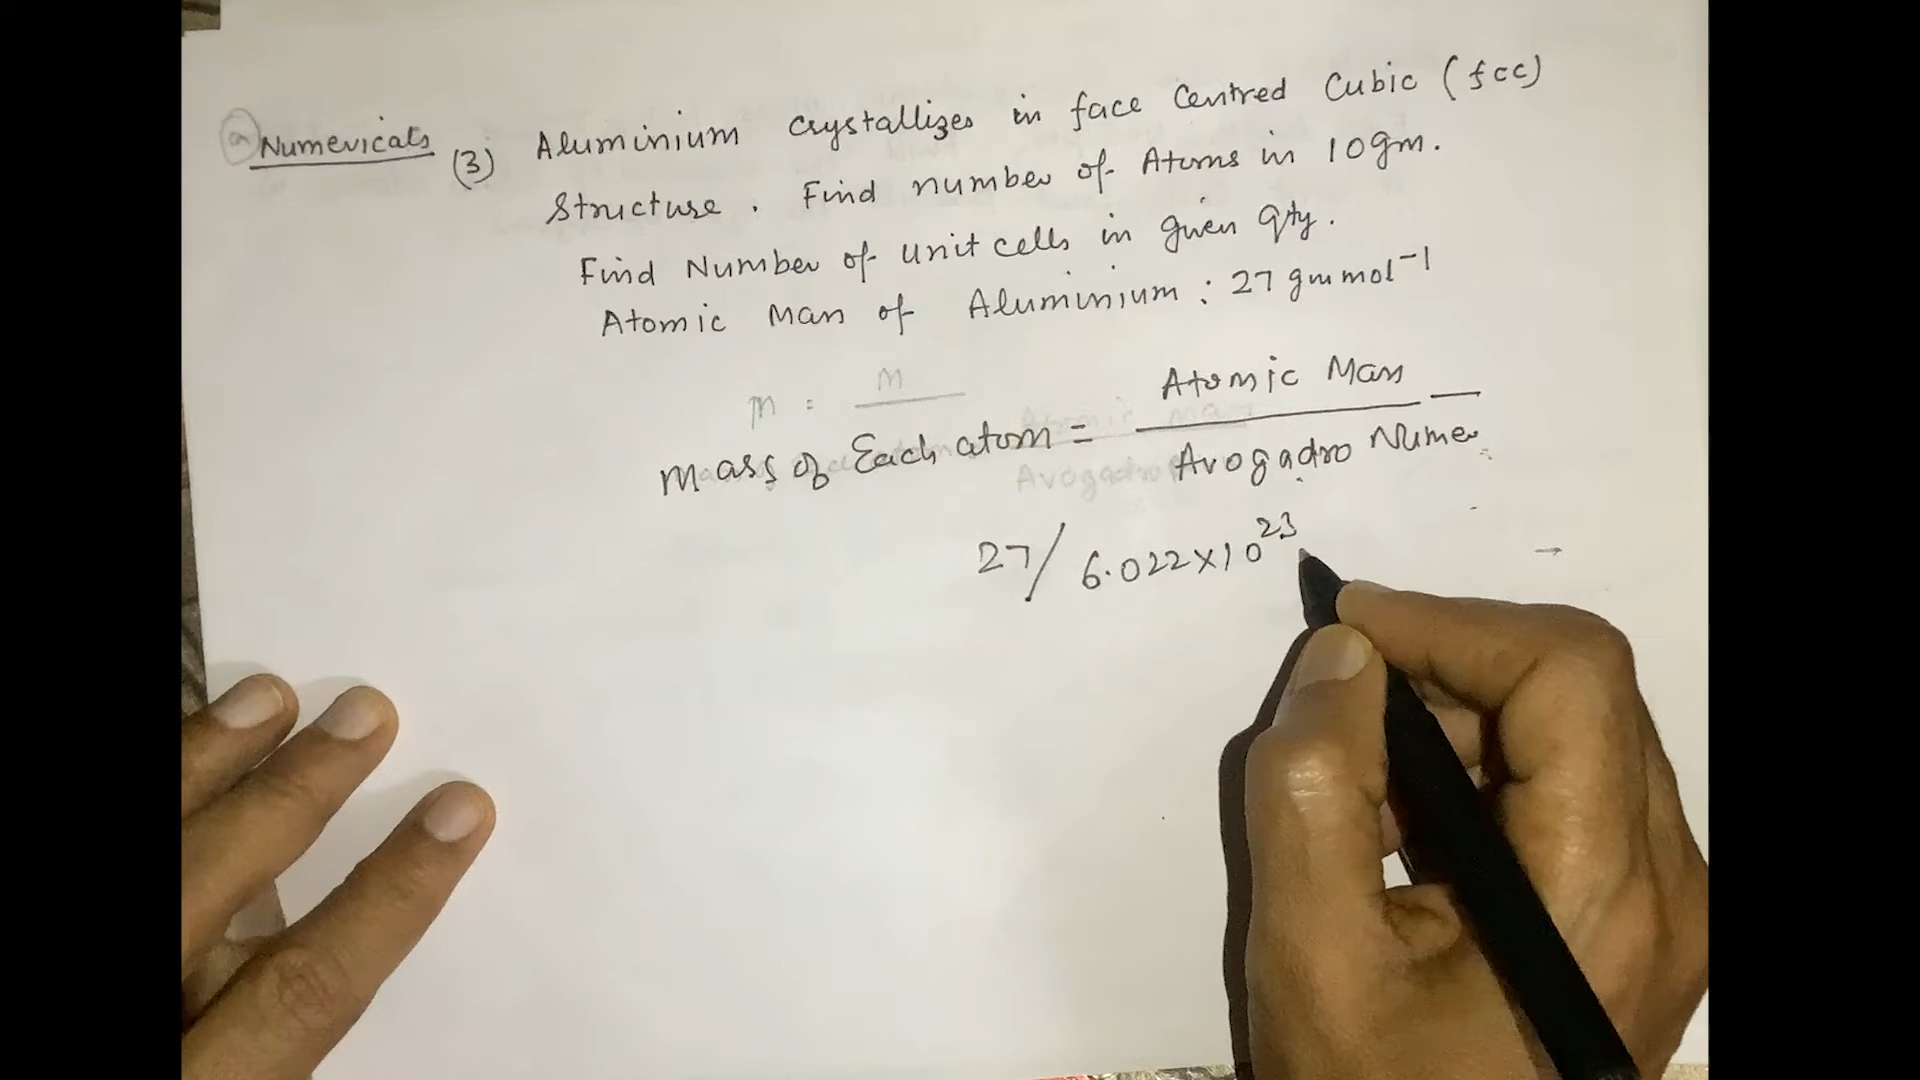 Numericals (3) Aluminium crystallizes in face Centred Cubic (fcc)
Structure. Find number of Atoms in 10gm.
Find Number of unit cells in given qty.
Atomic Mass of Aluminium : 27 gm mol⁻¹
m = m
Mass of Each atom = Atomic Mass
Avogadro Numer
27/6.022×10²³